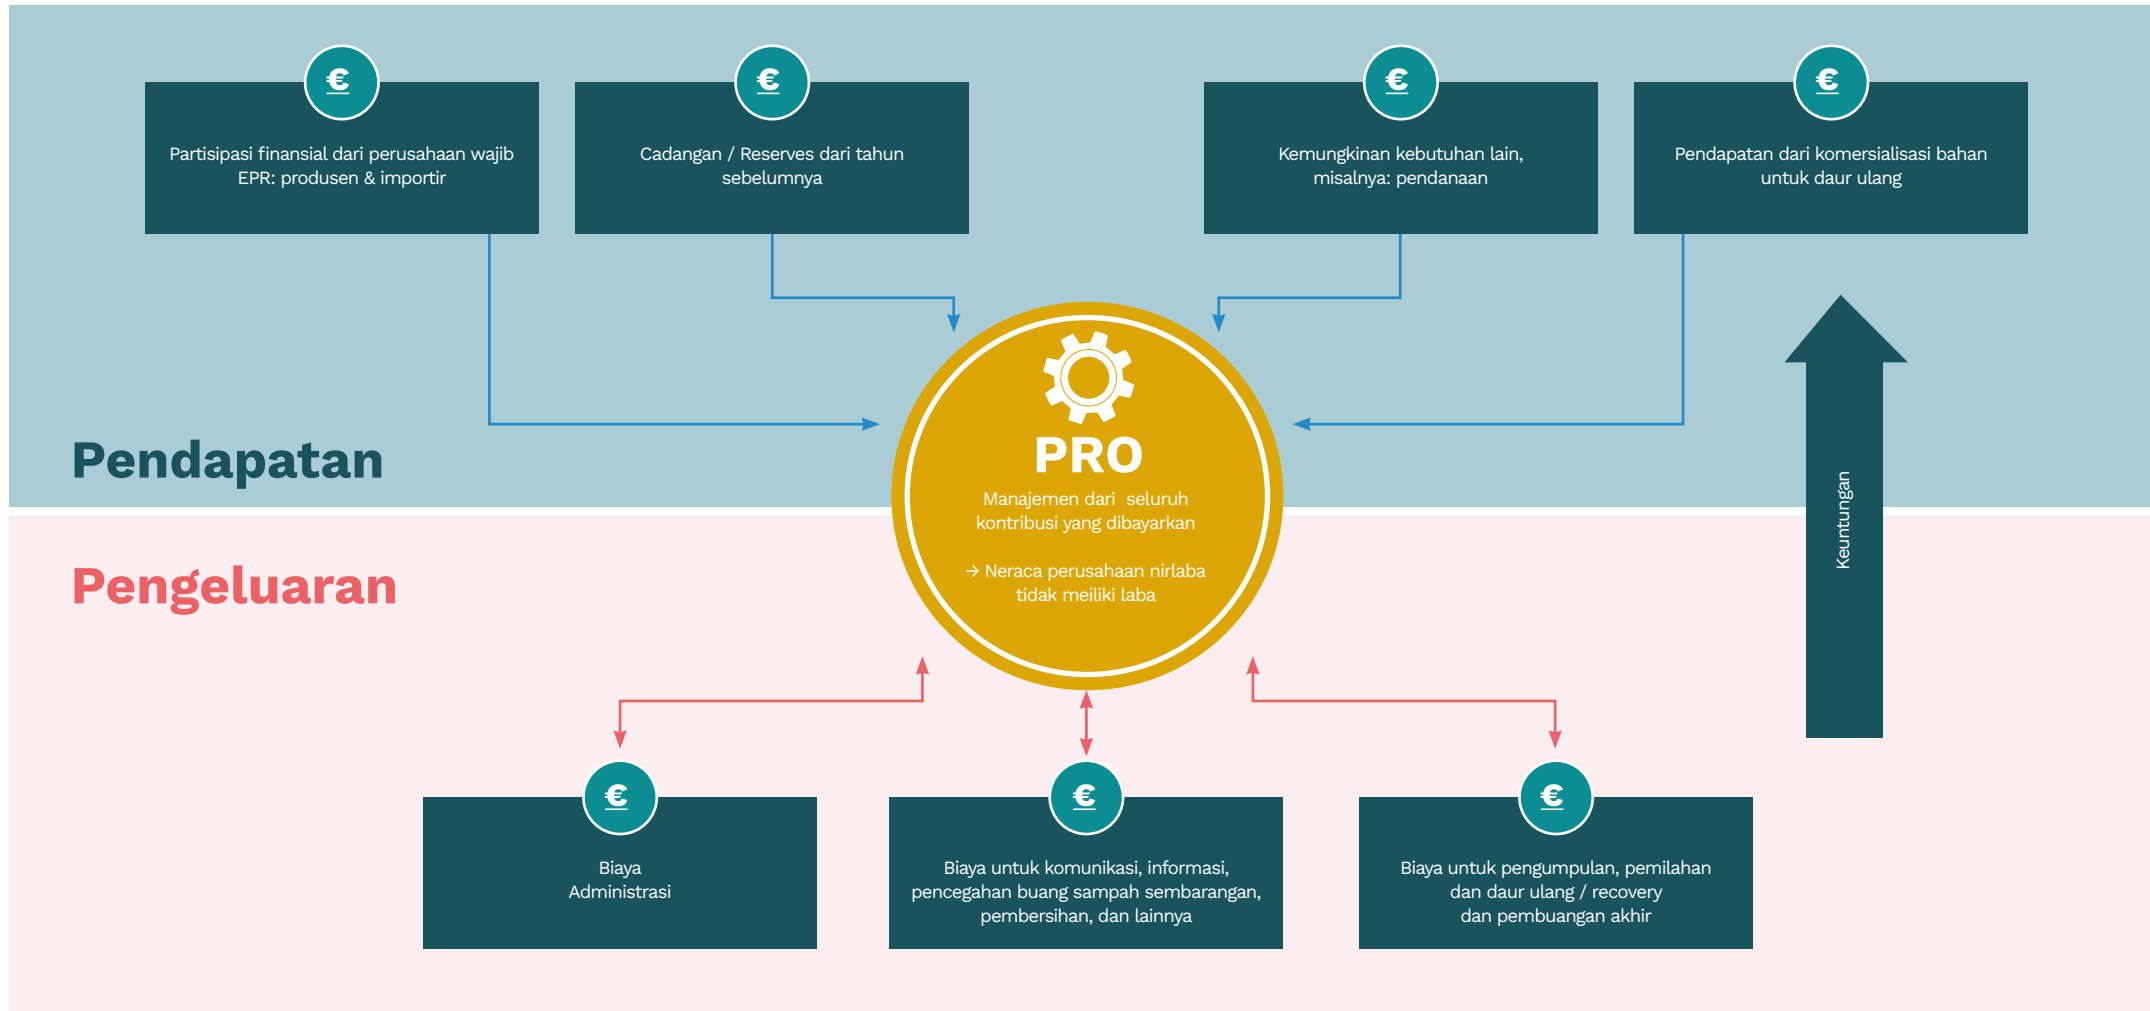 €
Partisipasi finansial dari perusahaan wajib
EPR: produsen & importir
€
Cadangan / Reserves dari tahun
sebelumnya
€
Kemungkinan kebutuhan lain,
misalnya: pendanaan
€
Pendapatan dari komersialisasi bahan
untuk daur ulang
Pendapatan
PRO
Manajemen dari seluruh
kontribusi yang dibayarkan
→ Neraca perusahaan nirlaba
tidak meiliki laba
Keuntungan
Pengeluaran
€
Biaya
Administrasi
€
Biaya untuk komunikasi, informasi,
pencegahan buang sampah sembarangan,
pembersihan, dan lainnya
€
Biaya untuk pengumpulan, pemilahan
dan daur ulang / recovery
dan pembuangan akhir